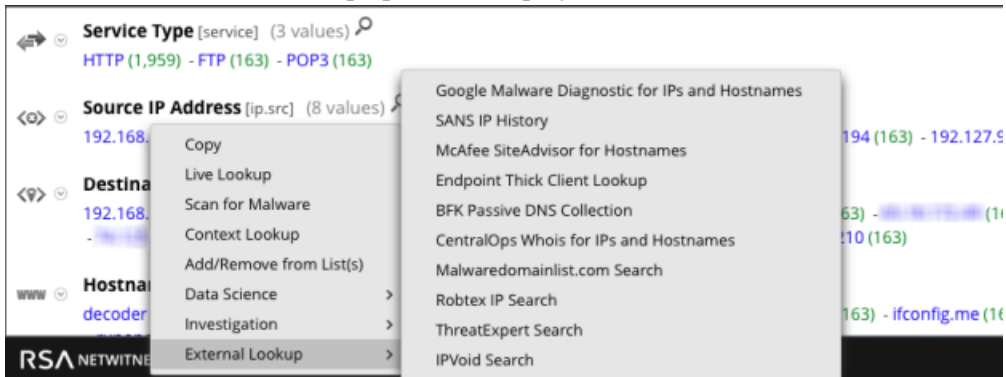 Service Type [service] (3 values)
HTTP (1,959) - FTP (163) - POP3 (163)
Source IP Address [ip.src] (8 values)
192.168.
194 (163) - 192.127.9
Destina
192.168.
63) -
(1
-
10 (163)
www
Hostna
decoder
163) - ifconfig.me (16
RSA NETWITNE
Copy
Live Lookup
Scan for Malware
Context Lookup
Add/Remove from List(s)
Data Science >
Investigation >
External Lookup >
Google Malware Diagnostic for IPs and Hostnames
SANS IP History
McAfee SiteAdvisor for Hostnames
Endpoint Thick Client Lookup
BFK Passive DNS Collection
CentralOps Whois for IPs and Hostnames
Malwaredomainlist.com Search
Robtex IP Search
ThreatExpert Search
IPVoid Search